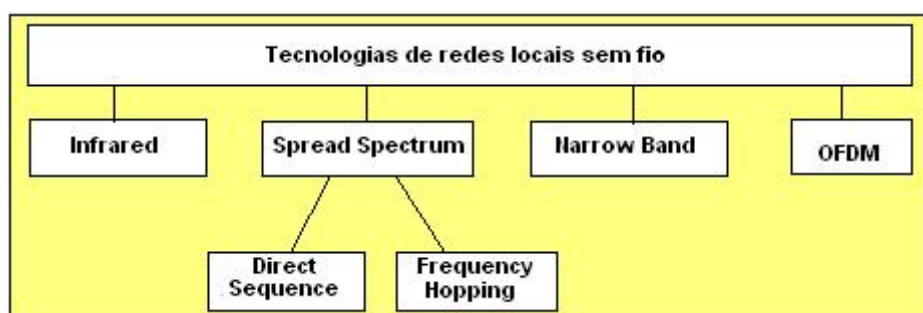 Tecnologias de redes locais sem fio
Infrared
Spread Spectrum
Narrow Band
OFDM
Direct
Sequence
Frequency
Hopping